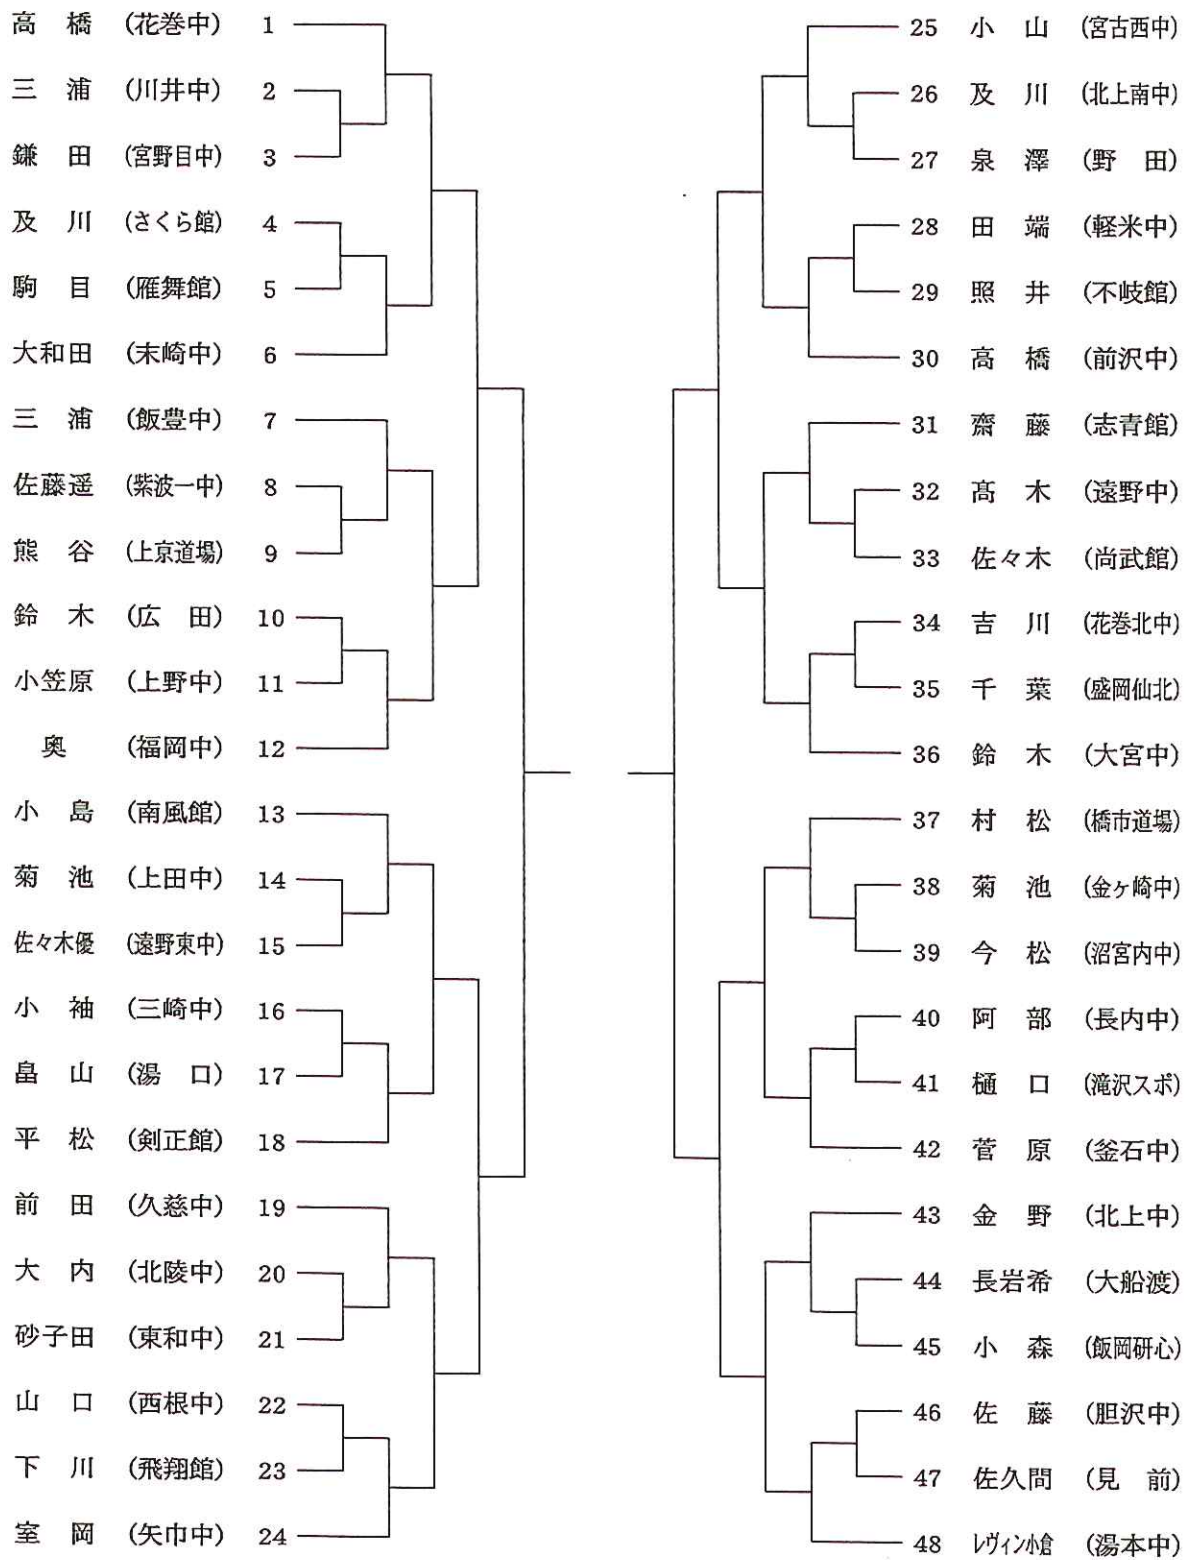 高橋 (花巻中) 1
三浦 (川井中) 2
鎌田 (宮野目中) 3
及川 (さくら館) 4
駒目 (雁舞館) 5
大和田 (末崎中) 6
三浦 (飯豊中) 7
佐藤遥 (紫波一中) 8
熊谷 (上京道場) 9
鈴木 (広田) 10
小笠原 (上野中) 11
奥 (福岡中) 12
小島 (南風館) 13
菊池 (上田中) 14
佐々木優 (遠野東中) 15
小袖 (三崎中) 16
畠山 (湯口) 17
平松 (剣正館) 18
前田 (久慈中) 19
大内 (北陵中) 20
砂子田 (東和中) 21
山口 (西根中) 22
下川 (飛翔館) 23
室岡 (矢巾中) 24
25 小山 (宮古西中)
26 及川 (北上南中)
27 泉澤 (野田)
28 田端 (軽米中)
29 照井 (不岐館)
30 高橋 (前沢中)
31 齋藤 (志青館)
32 髙木 (遠野中)
33 佐々木 (尚武館)
34 吉川 (花巻北中)
35 千葉 (盛岡仙北)
36 鈴木 (大宮中)
37 村松 (橋市道場)
38 菊池 (金ヶ崎中)
39 今松 (沼宮内中)
40 阿部 (長内中)
41 樋口 (滝沢スポ)
42 菅原 (釜石中)
43 金野 (北上中)
44 長岩希 (大船渡)
45 小森 (飯岡研心)
46 佐藤 (胆沢中)
47 佐久間 (見前)
48 レヴィン小倉 (湯本中)